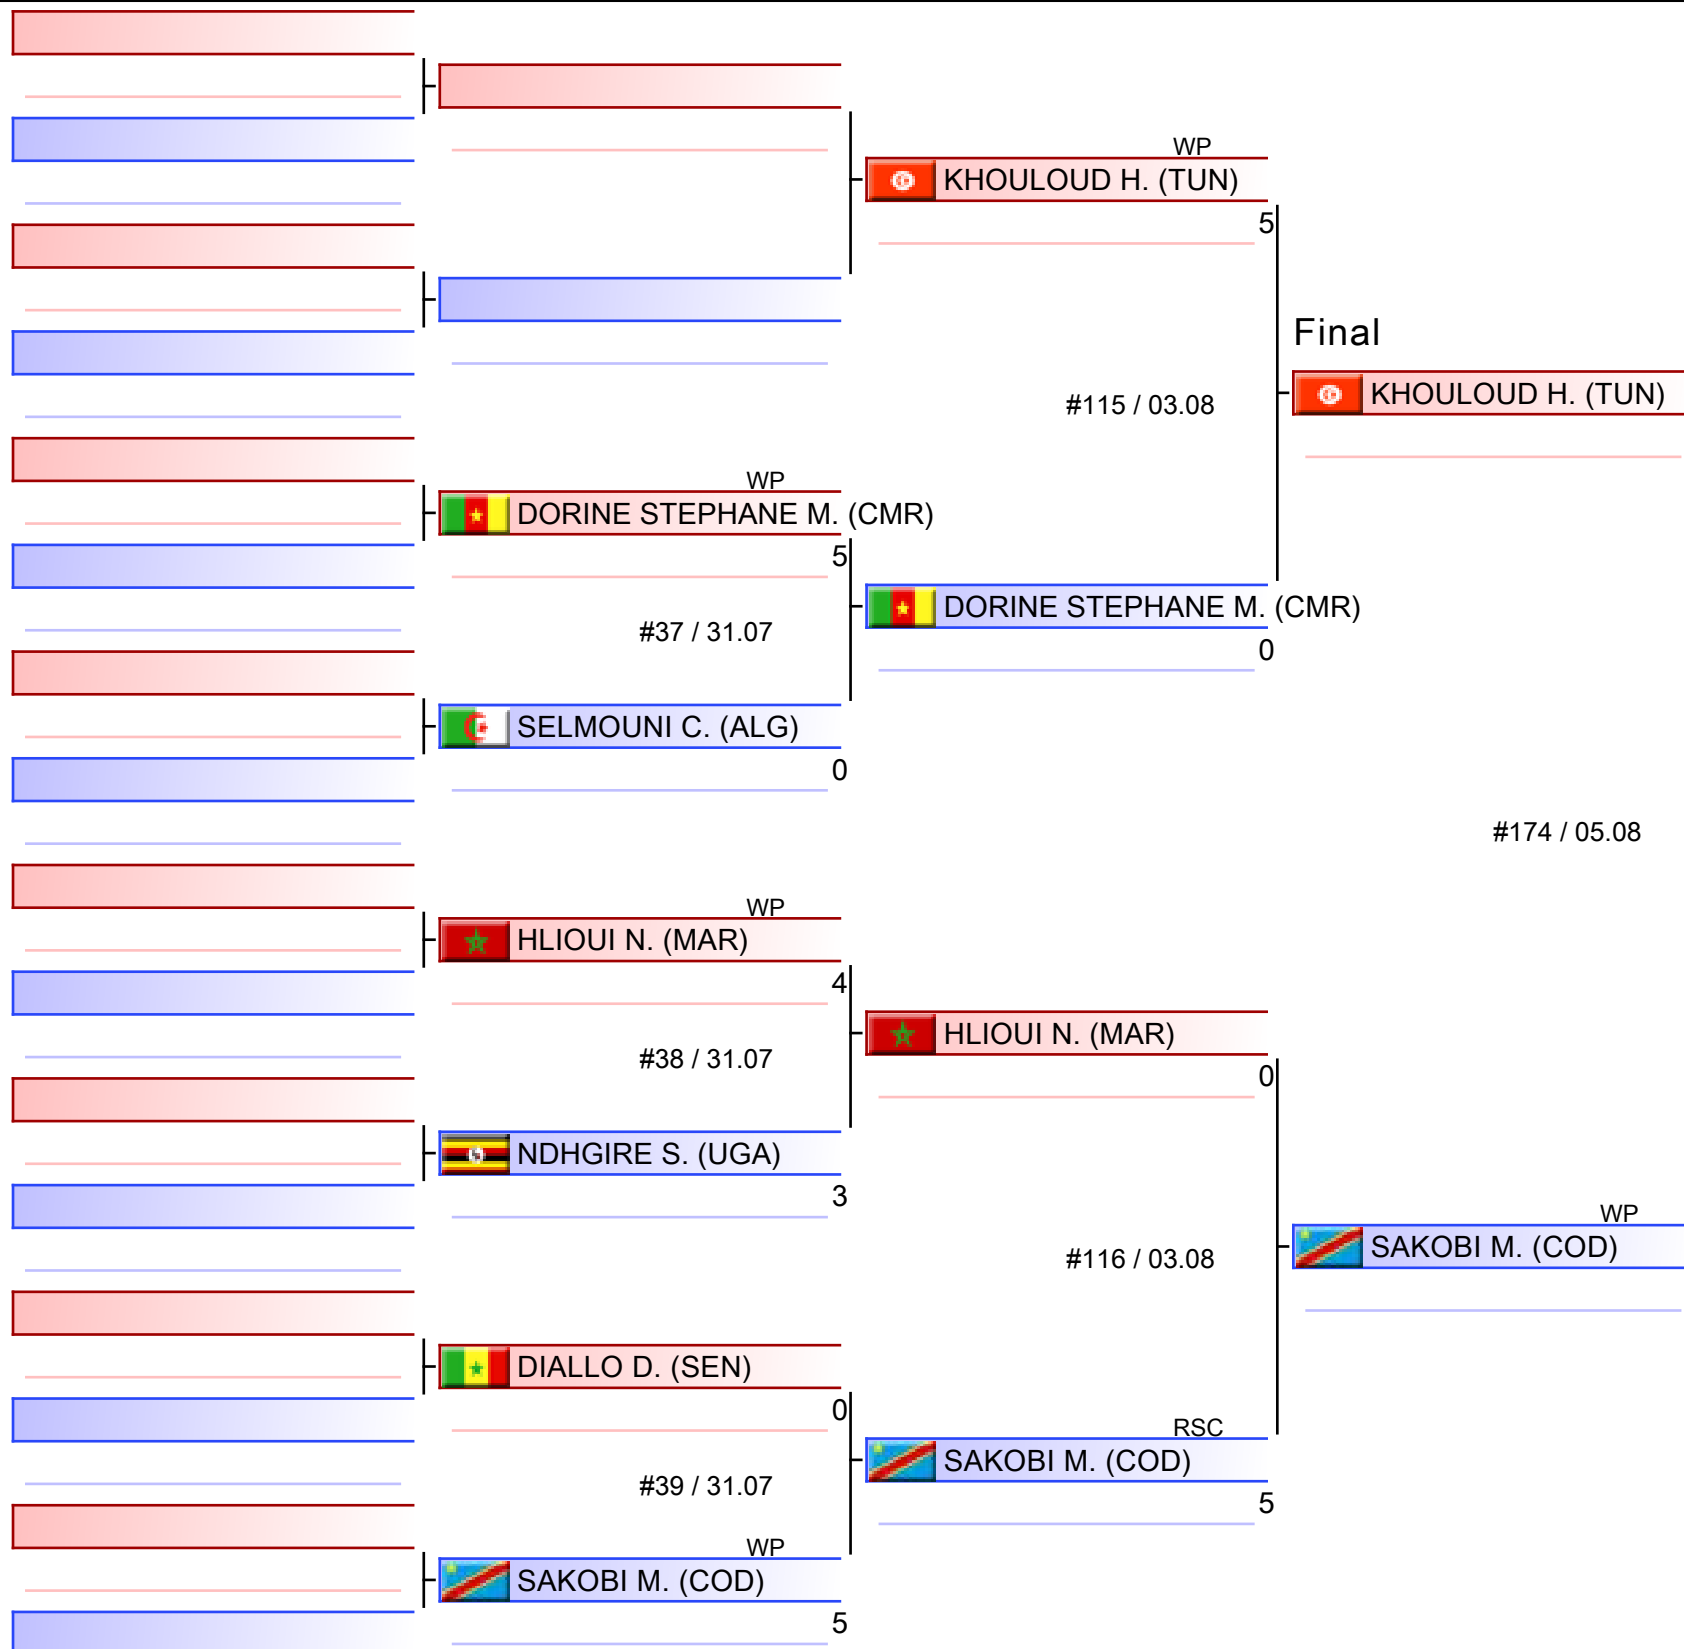 WP
KHOULOUD H. (TUN)
5
Final
KHOULOUD H. (TUN)
#115 / 03.08
WP
DORINE STEPHANE M. (CMR)
5
DORINE STEPHANE M. (CMR)
0
#37 / 31.07
SELMOUNI C. (ALG)
0
#174 / 05.08
WP
HLIOUI N. (MAR)
4
HLIOUI N. (MAR)
0
#38 / 31.07
NDHGIRE S. (UGA)
3
WP
SAKOBI M. (COD)
#116 / 03.08
DIALLO D. (SEN)
0
RSC
SAKOBI M. (COD)
5
#39 / 31.07
WP
SAKOBI M. (COD)
5